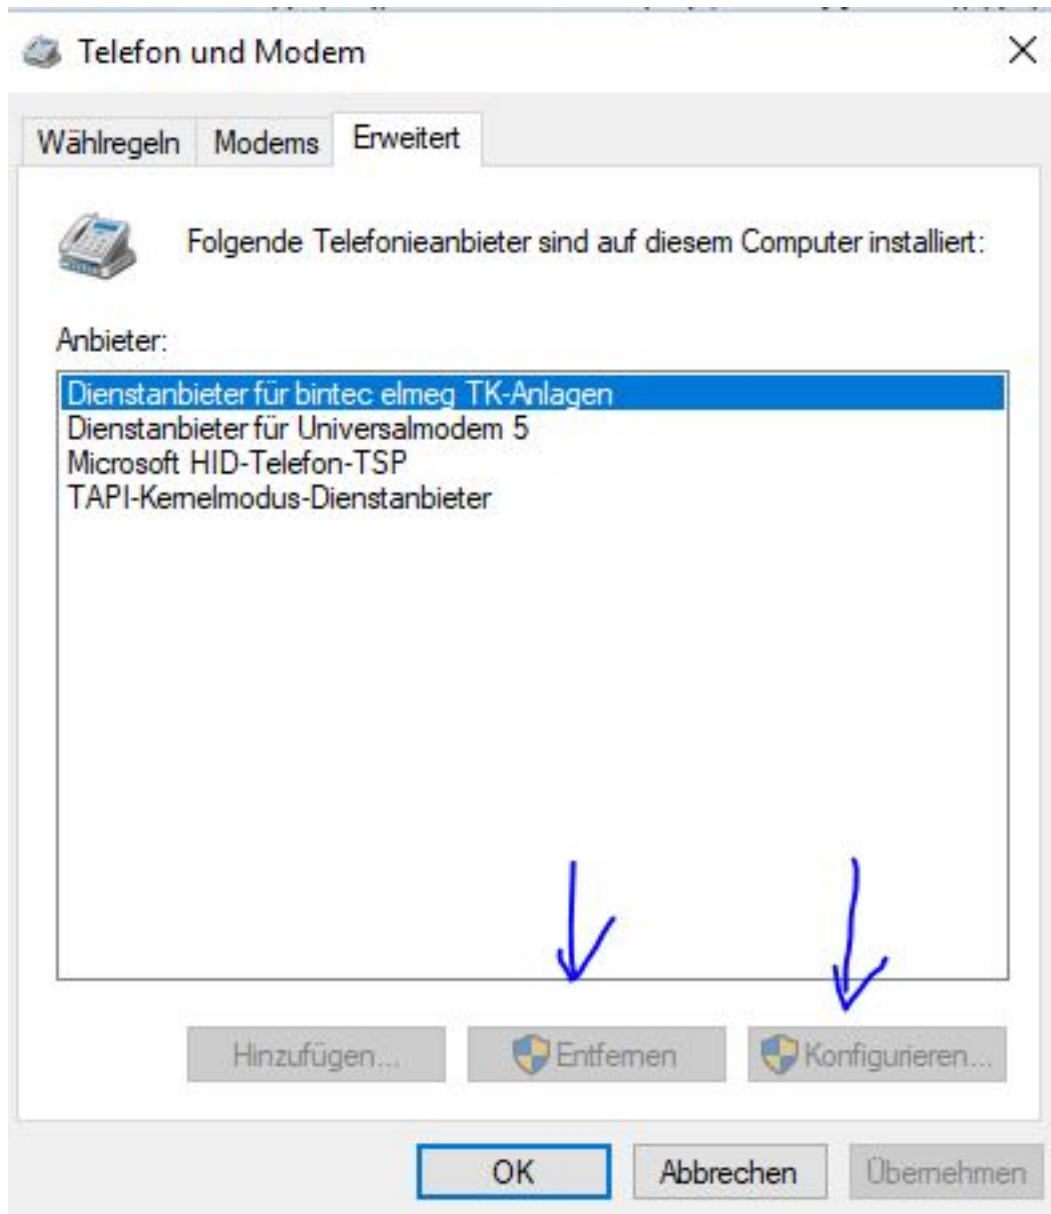 Telefon und Modem
Wählregeln Modems Erweitert
Folgende Telefonieanbieter sind auf diesem Computer installiert:
Anbieter:
Dienstanbieter für bintec elmeg TK-Anlagen
Dienstanbieter für Universalmodem 5
Microsoft HID-Telefon-TSP
TAPI-Kernelmodus-Dienstanbieter
Hinzufügen... Entfernen Konfigurieren...
OK Abbrechen Übernehmen